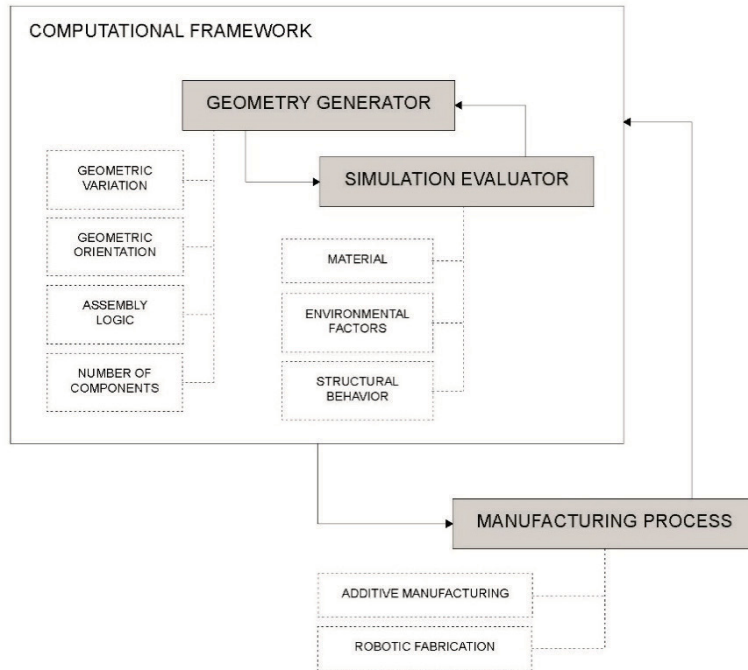 COMPUTATIONAL FRAMEWORK
GEOMETRY GENERATOR
SIMULATION EVALUATOR
GEOMETRIC
VARIATION
GEOMETRIC
ORIENTATION
ASSEMBLY
LOGIC
NUMBER OF
COMPONENTS
MATERIAL
ENVIRONMENTAL
FACTORS
STRUCTURAL
BEHAVIOR
MANUFACTURING PROCESS
ADDITIVE MANUFACTURING
ROBOTIC FABRICATION